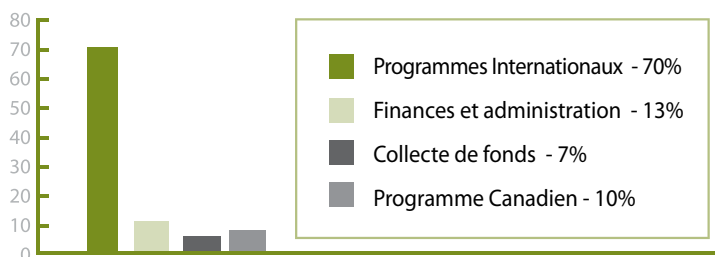 80
70
60
50
40
30
20
10
0
Programmes Internationaux - 70%
Finances et administration - 13%
Collecte de fonds - 7%
Programme Canadien - 10%